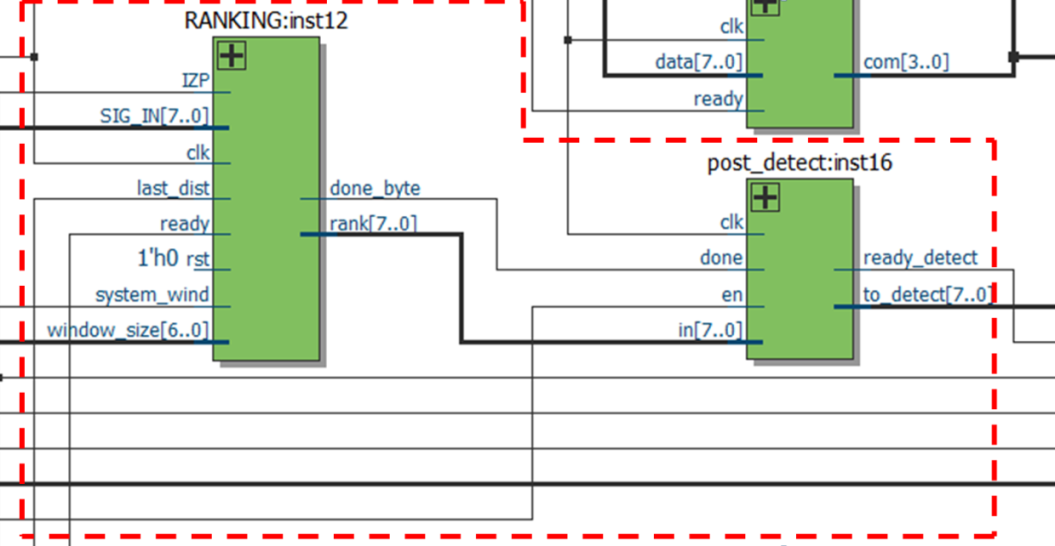 RANKING:inst12
IZP
SIG_IN[7..0]
clk
last_dist
ready
1'h0 rst
system_wind
window_size[6..0]
done_byte
rank[7..0]
clk
data[7..0]
ready
com[3..0]
post_detect:inst16
clk
done
en
in[7..0]
ready_detect
to_detect[7..0]